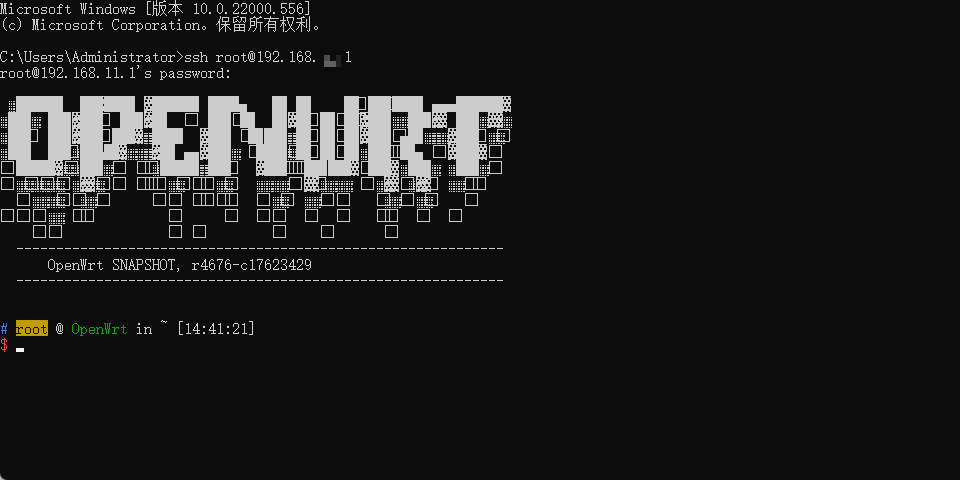 Microsoft Windows [版本 10.0.22000.556]
(c) Microsoft Corporation。保留所有权利。
C:\Users\Administrator>ssh root@192.168. 1
root@192.168.11.1's password:
OPENWRT
--------------------------------------------------------------
OpenWrt SNAPSHOT, r4676-c17623429
--------------------------------------------------------------
# root @ OpenWrt in ~ [14:41:21]
$